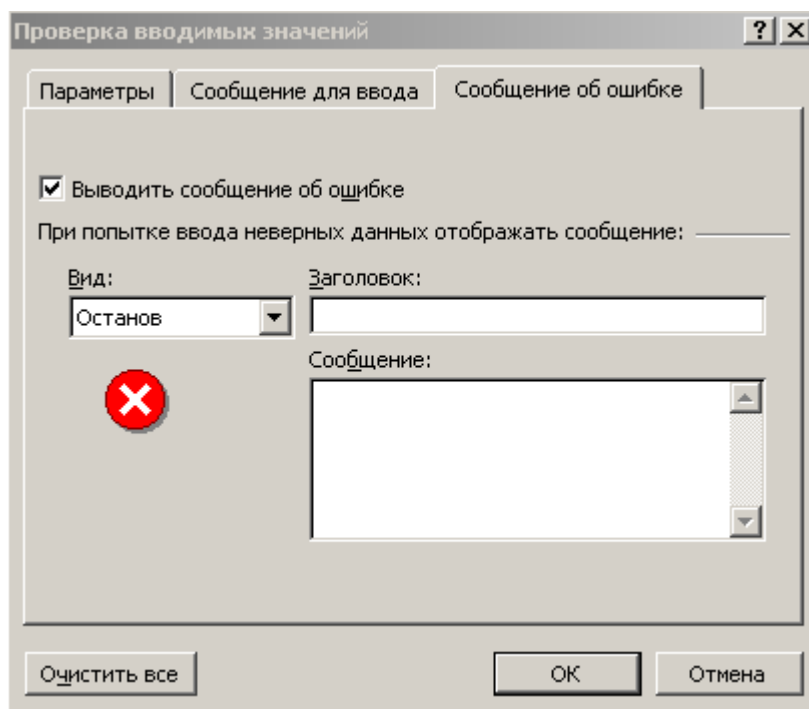 Проверка вводимых значений
Параметры
Сообщение для ввода
Сообщение об ошибке
Выводить сообщение об ошибке
При попытке ввода неверных данных отображать сообщение:
Вид:
Заголовок:
Останов
Сообщение:
Очистить все
ОК
Отмена